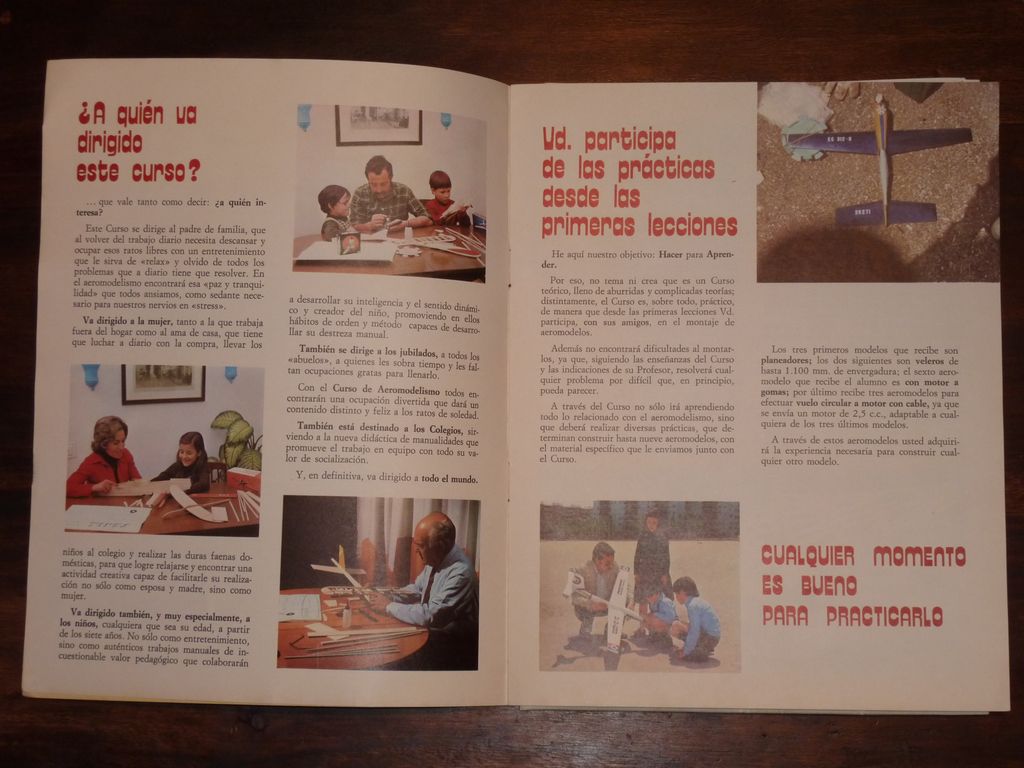 ¿A quién va
dirigido
este curso?
... que vale tanto como decir: ¿a quién in-
teresa?
Este Curso se dirige al padre de familia, que
al volver del trabajo diario necesita descansar y
ocupar esos ratos libres con un entretenimiento
que le sirva de «relax» y olvido de todos los
problemas que a diario tiene que resolver. En
el aeromodelismo encontrará esa «paz y tranqui-
lidad» que todos ansiamos, como sedante nece-
sario para nuestros nervios en «stress».
Va dirigido a la mujer, tanto a la que trabaja
fuera del hogar como al ama de casa, que tiene
que luchar a diario con la compra, llevar los
niños al colegio y realizar las duras faenas do-
mésticas, para que logre relajarse y encontrar una
actividad creativa capaz de facilitarle su realiza-
ción no sólo como esposa y madre, sino como
mujer.
Va dirigido también, y muy especialmente, a
los niños, cualquiera que sea su edad, a partir
de los siete años. No sólo como entretenimiento,
sino como auténticos trabajos manuales de in-
cuestionable valor pedagógico que colaborarán
a desarrollar su inteligencia y el sentido dinámi-
co y creador del niño, promoviendo en ellos
hábitos de orden y método capaces de desarro-
llar su destreza manual.
También se dirige a los jubilados, a todos los
«abuelos», a quienes les sobra tiempo y les fal-
tan ocupaciones gratas para llenarlo.
Con el Curso de Aeromodelismo todos en-
contrarán una ocupación divertida que dará un
contenido distinto y feliz a los ratos de soledad.
También está destinado a los Colegios, sir-
viendo a la nueva didáctica de manualidades que
promueve el trabajo en equipo con todo su va-
lor de socialización.
Y, en definitiva, va dirigido a todo el mundo.
Vd. participa
de las prácticas
desde las
primeras lecciones
He aquí nuestro objetivo: Hacer para Apren-
der.
Por eso, no tema ni crea que es un Curso
teórico, lleno de aburridas y complicadas teorías;
distintamente, el Curso es, sobre todo, práctico,
de manera que desde las primeras lecciones Vd.
participa, con sus amigos, en el montaje de
aeromodelos.
Además no encontrará dificultades al montar-
los, ya que, siguiendo las enseñanzas del Curso
y las indicaciones de su Profesor, resolverá cual-
quier problema por difícil que, en principio,
pueda parecer.
A través del Curso no sólo irá aprendiendo
todo lo relacionado con el aeromodelismo, sino
que deberá realizar diversas prácticas, que de-
terminan construir hasta nueve aeromodelos, con
el material específico que le enviamos junto con
el Curso.
Los tres primeros modelos que recibe son
planeadores; los dos siguientes son veleros de
hasta 1.100 mm. de envergadura; el sexto aero-
modelo que recibe el alumno es con motor a
gomas; por último recibe tres aeromodelos para
efectuar vuelo circular a motor con cable, ya que
se envía un motor de 2,5 c.c., adaptable a cual-
quiera de los tres últimos modelos.
A través de estos aeromodelos usted adquiri-
rá la experiencia necesaria para construir cual-
quier otro modelo.
CUALQUIER MOMENTO
ES BUENO
PARA PRACTICARLO